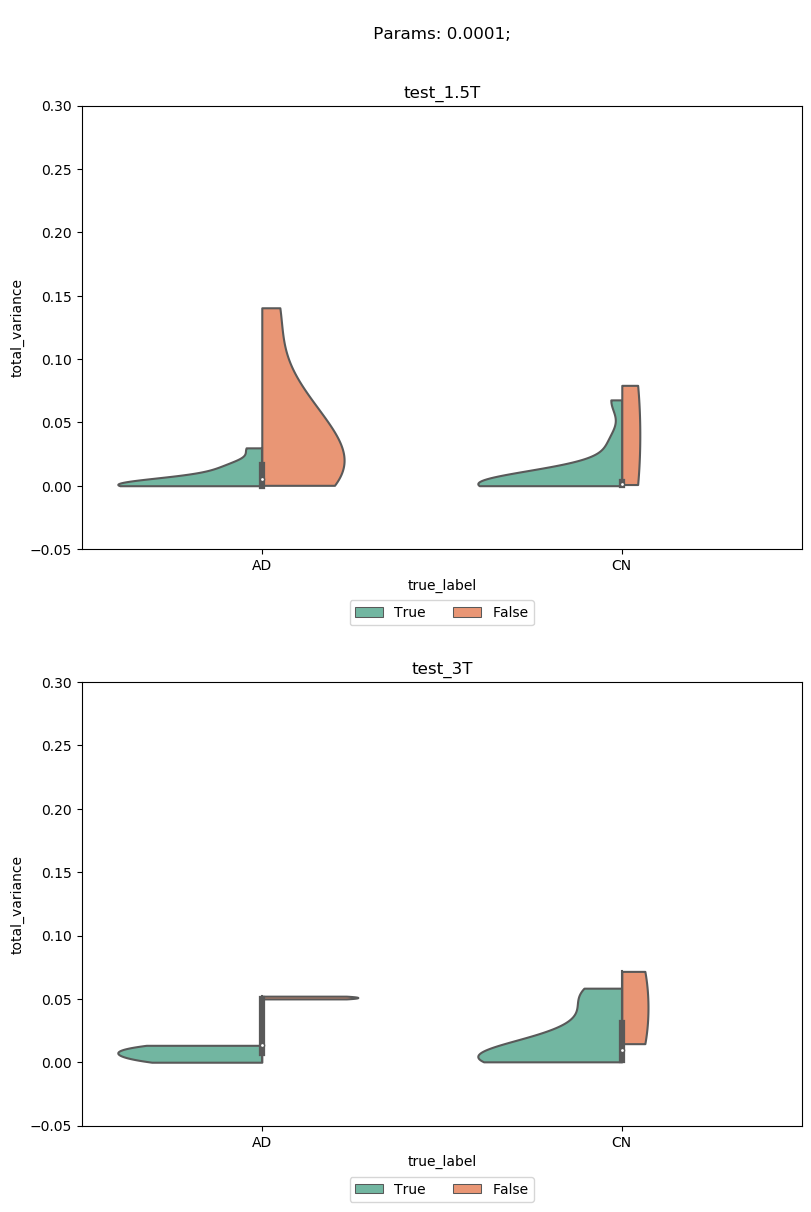 Params: 0.0001;
test_1.5T
0.30
0.25
0.20
0.15
0.10
0.05
0.00
−0.05
total_variance
AD CN
true_label
True False
test_3T
0.30
0.25
0.20
0.15
0.10
0.05
0.00
−0.05
total_variance
AD CN
true_label
True False